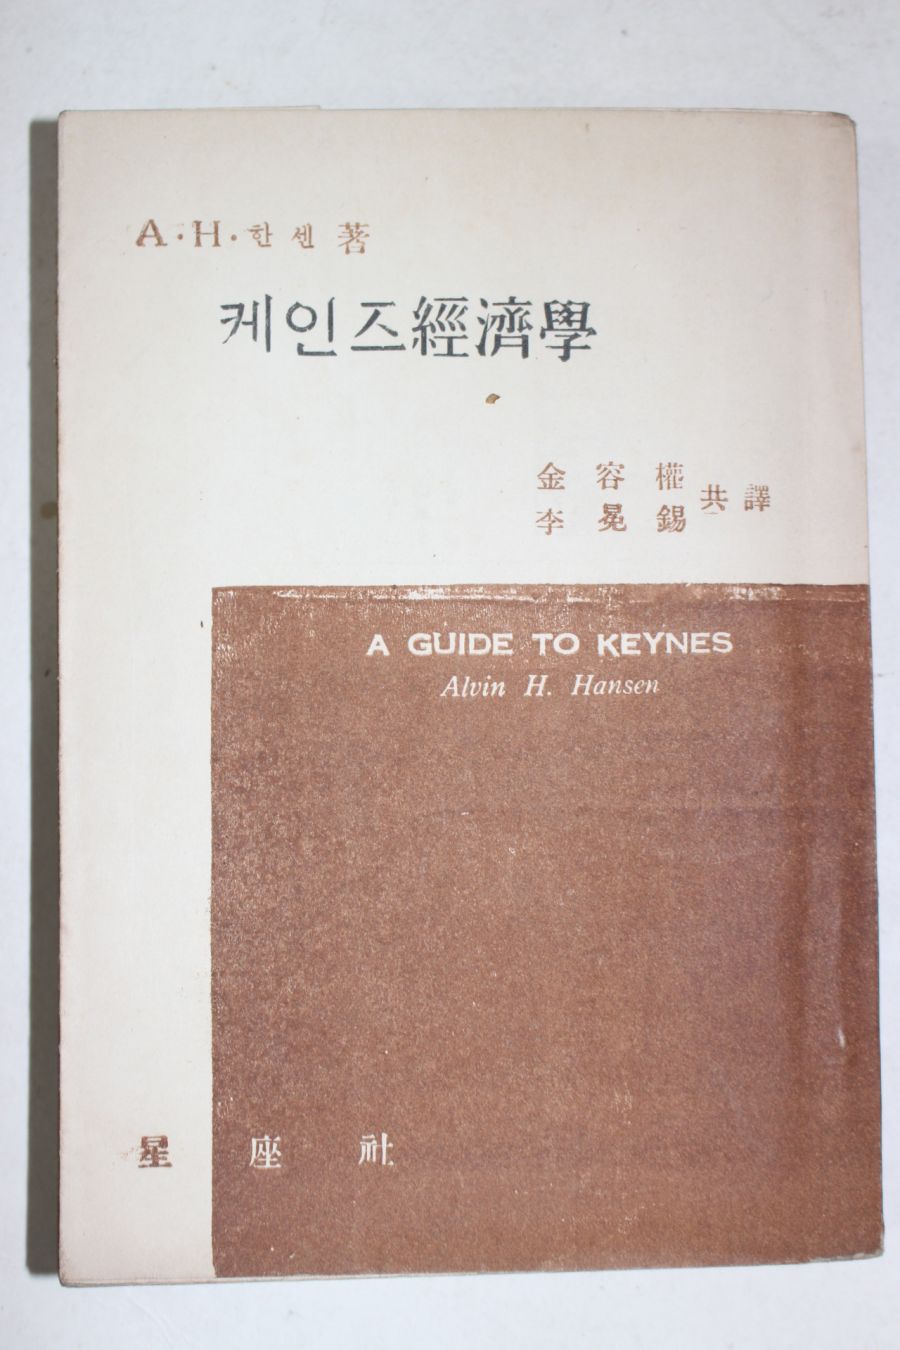 A·H·한센 著
케인즈經濟學
金容權
李冕錫
共譯
A GUIDE TO KEYNES
Alvin H. Hansen
星座社